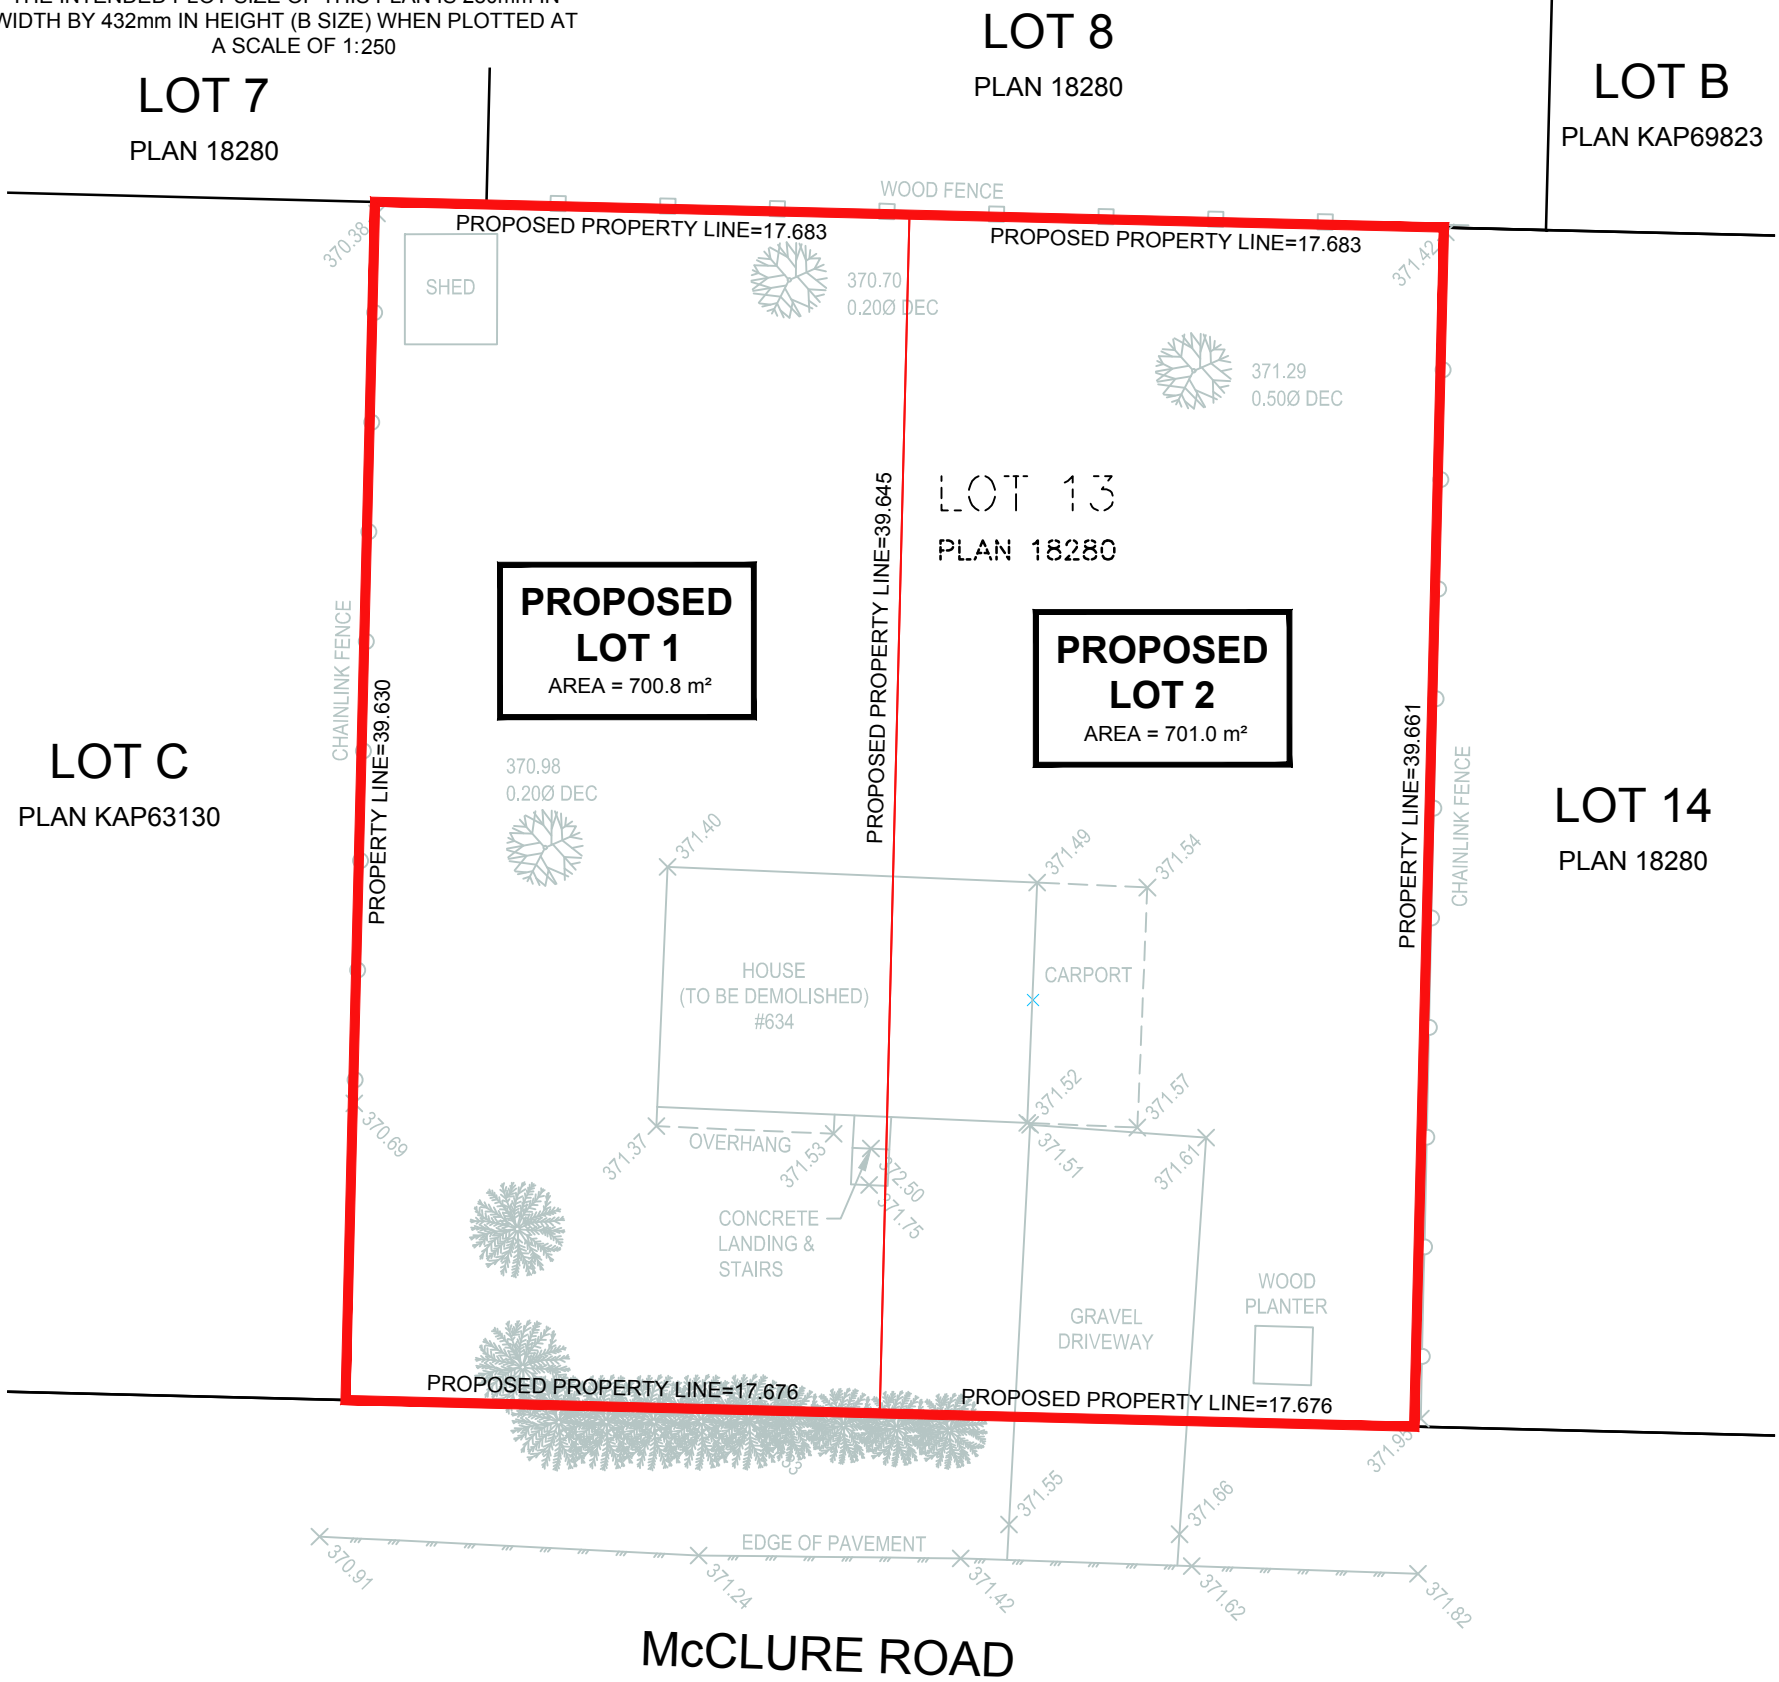 WIDTH BY 432mm IN HEIGHT (B SIZE) WHEN PLOTTED AT
A SCALE OF 1:250
LOT 7
PLAN 18280
LOT 8
PLAN 18280
LOT B
PLAN KAP69823
WOOD FENCE
370.38
PROPOSED PROPERTY LINE=17.683
PROPOSED PROPERTY LINE=17.683
371.42
SHED
370.70
0.20Ø DEC
371.29
0.50Ø DEC
LOT 13
PLAN 18280
PROPOSED PROPERTY LINE=39.645
PROPOSED
LOT 1
AREA = 700.8 m²
PROPOSED
LOT 2
AREA = 701.0 m²
CHAINLINK FENCE
PROPERTY LINE=39.630
PROPERTY LINE=39.661
CHAINLINK FENCE
LOT C
PLAN KAP63130
LOT 14
PLAN 18280
370.98
0.20Ø DEC
371.40
371.49
371.54
HOUSE
(TO BE DEMOLISHED)
#634
CARPORT
371.52
371.57
370.69
371.37
OVERHANG
371.53
372.50
371.75
371.51
371.61
CONCRETE
LANDING &
STAIRS
WOOD
PLANTER
GRAVEL
DRIVEWAY
PROPOSED PROPERTY LINE=17.676
PROPOSED PROPERTY LINE=17.676
371.95
371.55
371.66
EDGE OF PAVEMENT
370.91
371.24
371.42
371.62
371.82
McCLURE ROAD